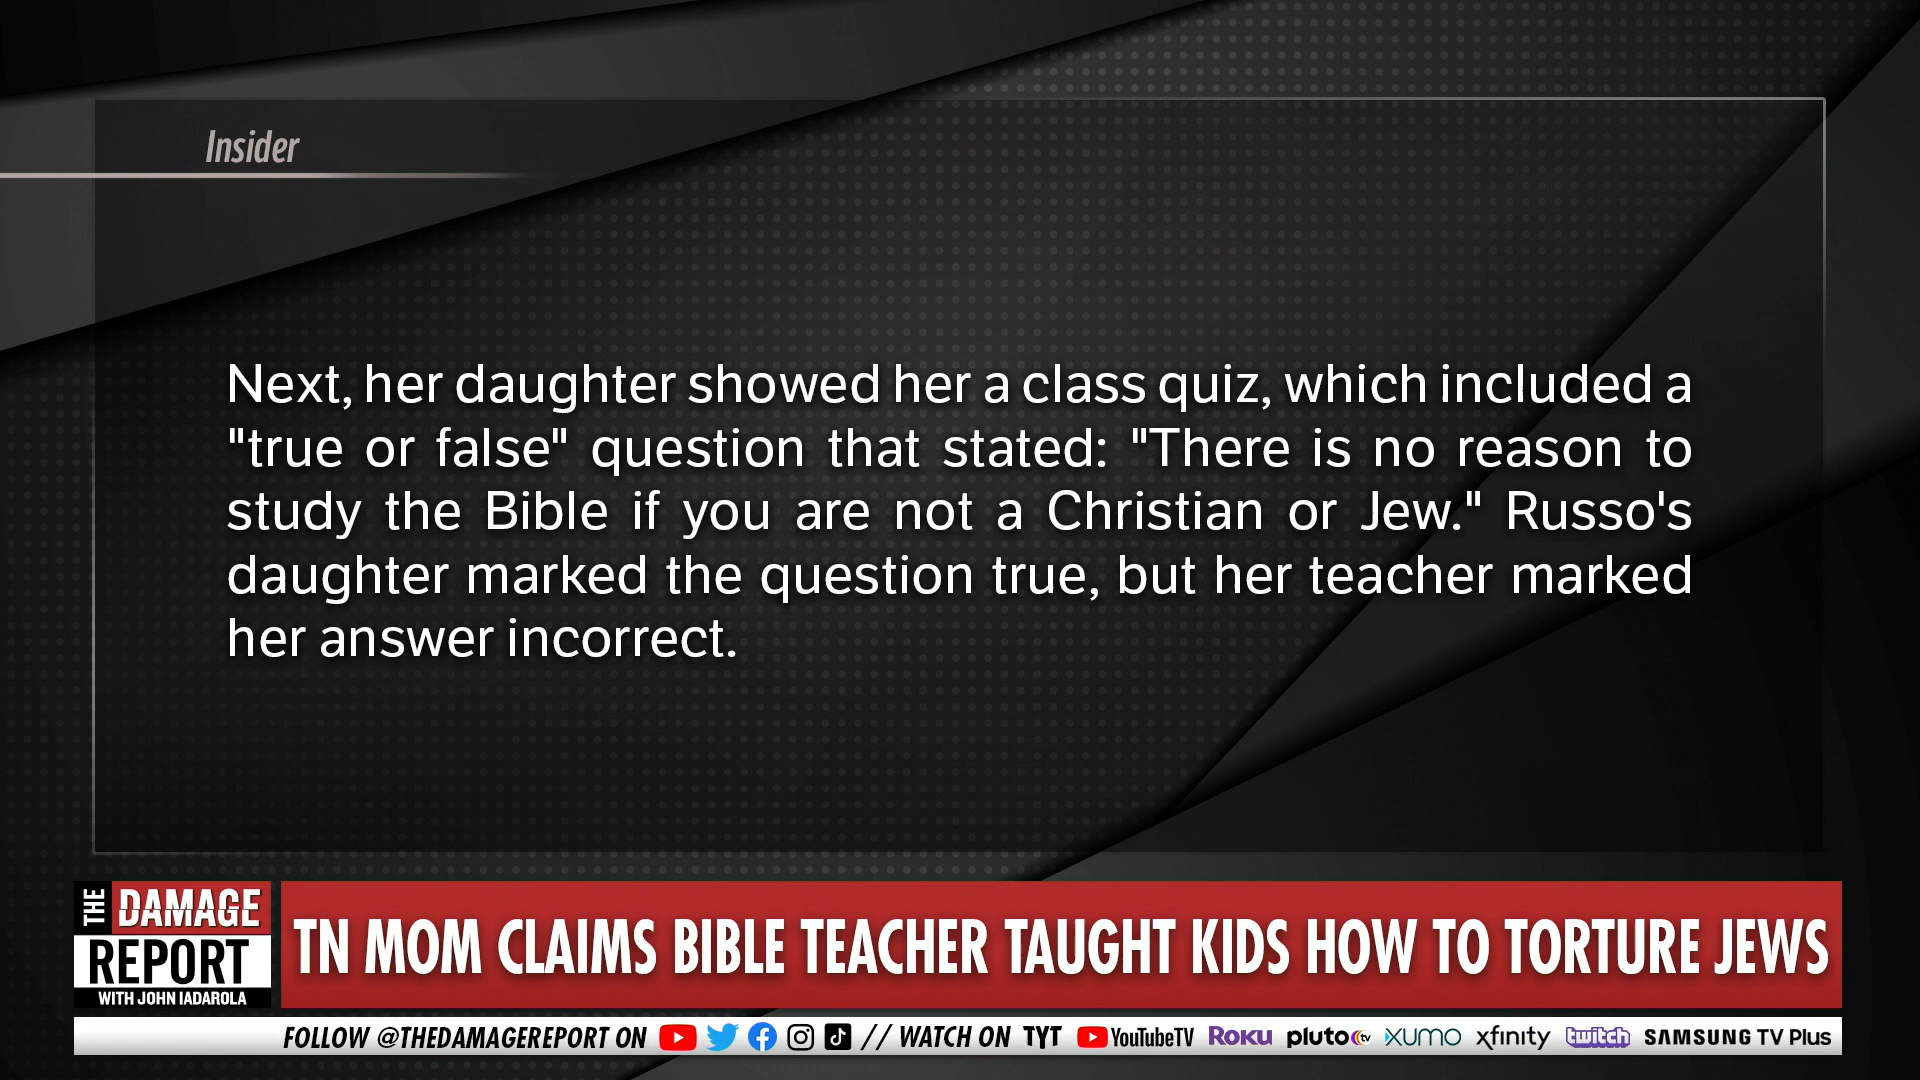 Insider
Next, her daughter showed her a class quiz, which included a
"true or false" question that stated: "There is no reason to
study the Bible if you are not a Christian or Jew." Russo's
daughter marked the question true, but her teacher marked
her answer incorrect.
THE DAMAGE
REPORT
WITH JOHN IADAROLA
TN MOM CLAIMS BIBLE TEACHER TAUGHT KIDS HOW TO TORTURE JEWS
FOLLOW @THEDAMAGEREPORT ON // WATCH ON TYT YouTubeTV ROKU pluto tv XUMO xfinity twitch SAMSUNG TV Plus